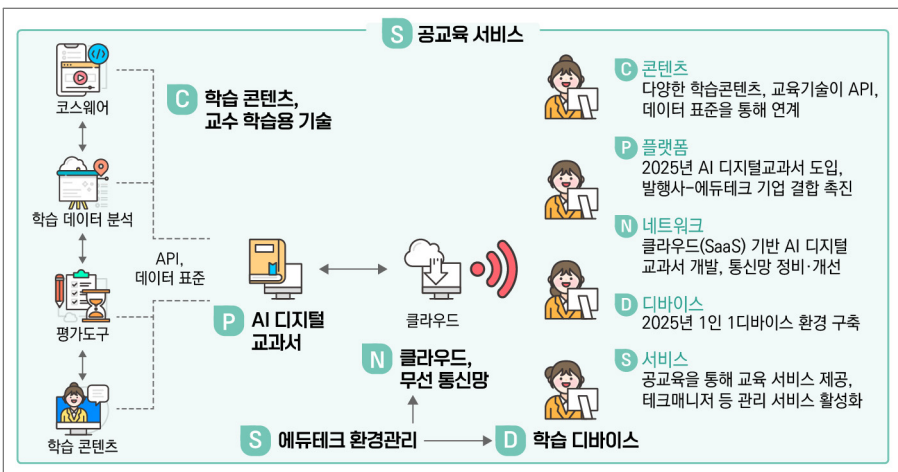 S 공교육 서비스
코스웨어
학습 데이터 분석
평가도구
학습 콘텐츠
C 학습 콘텐츠,
교수 학습용 기술
API,
데이터 표준
P AI 디지털
교과서
클라우드
N 클라우드,
무선 통신망
S 에듀테크 환경관리
D 학습 디바이스
C 콘텐츠
다양한 학습콘텐츠, 교육기술이 API,
데이터 표준을 통해 연계
P 플랫폼
2025년 AI 디지털교과서 도입,
발행사-에듀테크 기업 결합 촉진
N 네트워크
클라우드(SaaS) 기반 AI 디지털
교과서 개발, 통신망 정비·개선
D 디바이스
2025년 1인 1디바이스 환경 구축
S 서비스
공교육을 통해 교육 서비스 제공,
테크매니저 등 관리 서비스 활성화